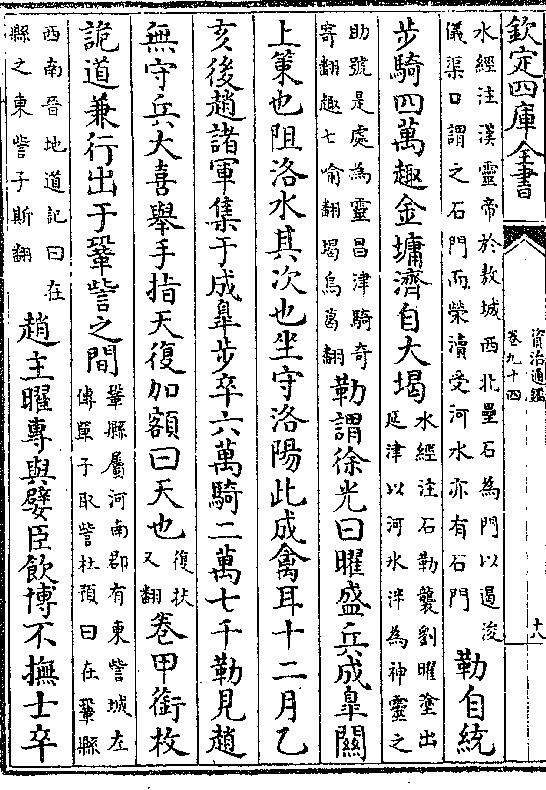 欽定四庫全書
資治通鑑
卷九十四
十八
水經注漢靈帝於敖城西北壘石為門以遏浚
儀渠口謂之石門而滎瀆受河水亦有石門
勒自統
步騎四萬趣金墉濟自大堨
水經注石勒襲劉曜塗出
延津以河水泮為神靈之
助號是處為靈昌津騎奇
寄翻趣七喻翻堨烏葛翻
勒謂徐光曰曜盛兵成皐關
上策也阻洛水其次也坐守洛陽此成禽耳十二月乙
亥後趙諸軍集于成皐步卒六萬騎二萬七千勒見趙
無守兵大喜舉手指天復加額曰天也
復扶
又翻
卷甲銜枚
詭道兼行出于鞏訾之間
鞏縣屬河南郡有東訾城左
傳單子取訾杜預曰在鞏縣
西南晉地道記曰在
縣之東訾子斯翻
趙主曜專與嬖臣飲博不撫士卒